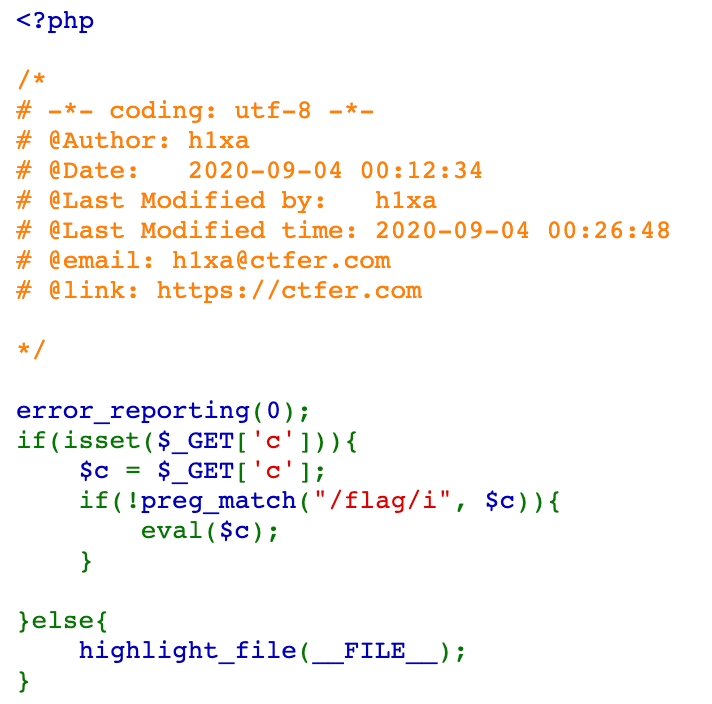 <?php
/*
# -*- coding: utf-8 -*-
# @Author: h1xa
# @Date:   2020-09-04 00:12:34
# @Last Modified by:   h1xa
# @Last Modified time: 2020-09-04 00:26:48
# @email: h1xa@ctfer.com
# @link: https://ctfer.com
*/
error_reporting(0);
if(isset($_GET['c'])){
    $c = $_GET['c'];
    if(!preg_match("/flag/i", $c)){
        eval($c);
    }
}else{
    highlight_file(__FILE__);
}